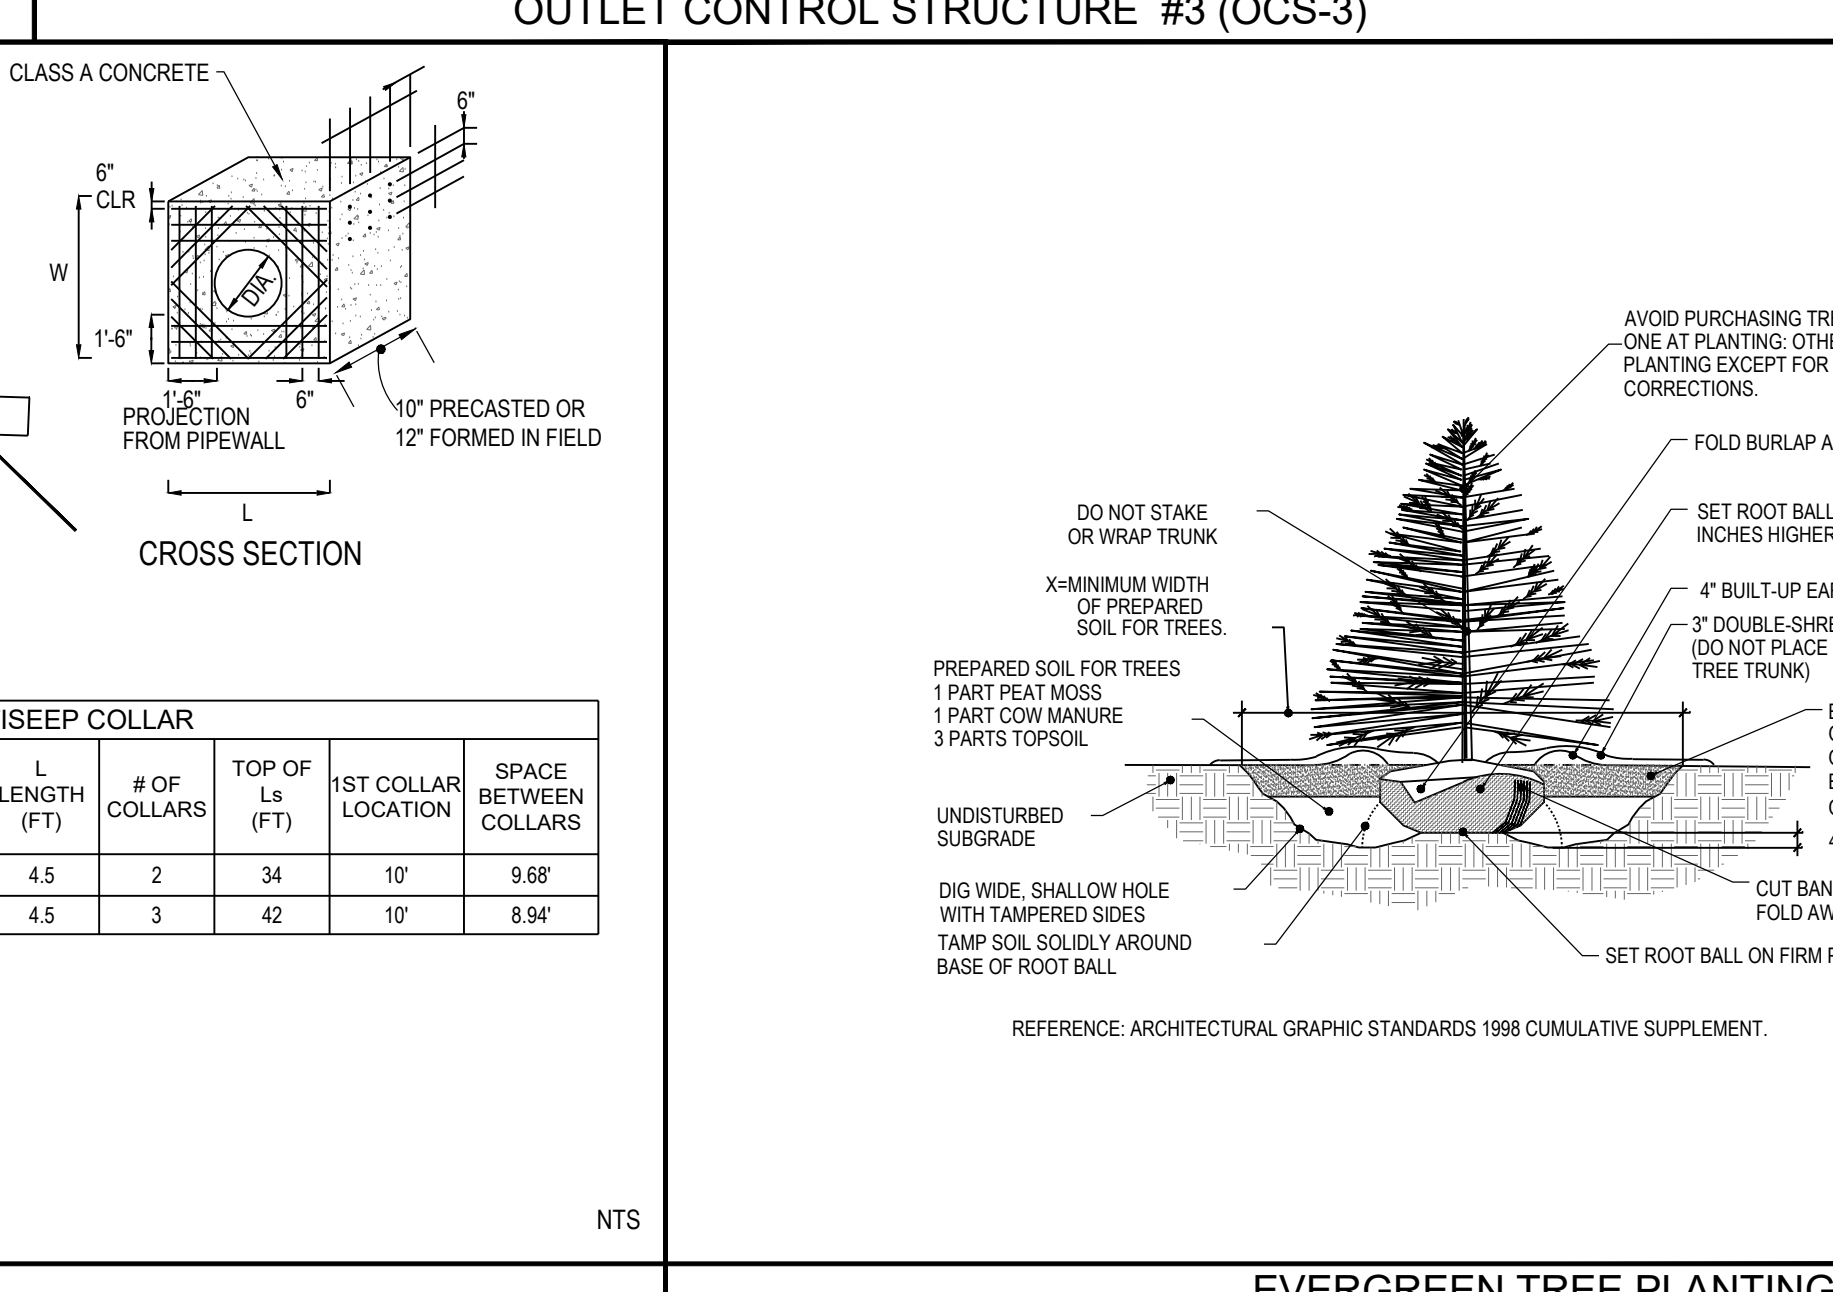 OUTLET CONTROL STRUCTURE #3 (OCS-3)
CLASS A CONCRETE
6"
6"
CLR
W
DIA.
1'-6"
1'-6"
6"
PROJECTION
FROM PIPEWALL
10" PRECASTED OR
12" FORMED IN FIELD
L
CROSS SECTION
ISEEP COLLAR
L
LENGTH
(FT)
# OF
COLLARS
TOP OF
Ls
(FT)
1ST COLLAR
LOCATION
SPACE
BETWEEN
COLLARS
4.5 2 34 10' 9.68'
4.5 3 42 10' 8.94'
NTS
AVOID PURCHASING TRE
ONE AT PLANTING: OTHE
PLANTING EXCEPT FOR
CORRECTIONS.
FOLD BURLAP A
SET ROOT BALL
INCHES HIGHER
4" BUILT-UP EAR
3" DOUBLE-SHRE
(DO NOT PLACE
TREE TRUNK)
DO NOT STAKE
OR WRAP TRUNK
X=MINIMUM WIDTH
OF PREPARED
SOIL FOR TREES.
PREPARED SOIL FOR TREES
1 PART PEAT MOSS
1 PART COW MANURE
3 PARTS TOPSOIL
UNDISTURBED
SUBGRADE
DIG WIDE, SHALLOW HOLE
WITH TAMPERED SIDES
TAMP SOIL SOLIDLY AROUND
BASE OF ROOT BALL
4
CUT BAN
FOLD AW
SET ROOT BALL ON FIRM
REFERENCE: ARCHITECTURAL GRAPHIC STANDARDS 1998 CUMULATIVE SUPPLEMENT.
EVERGREEN TREE PLANTING